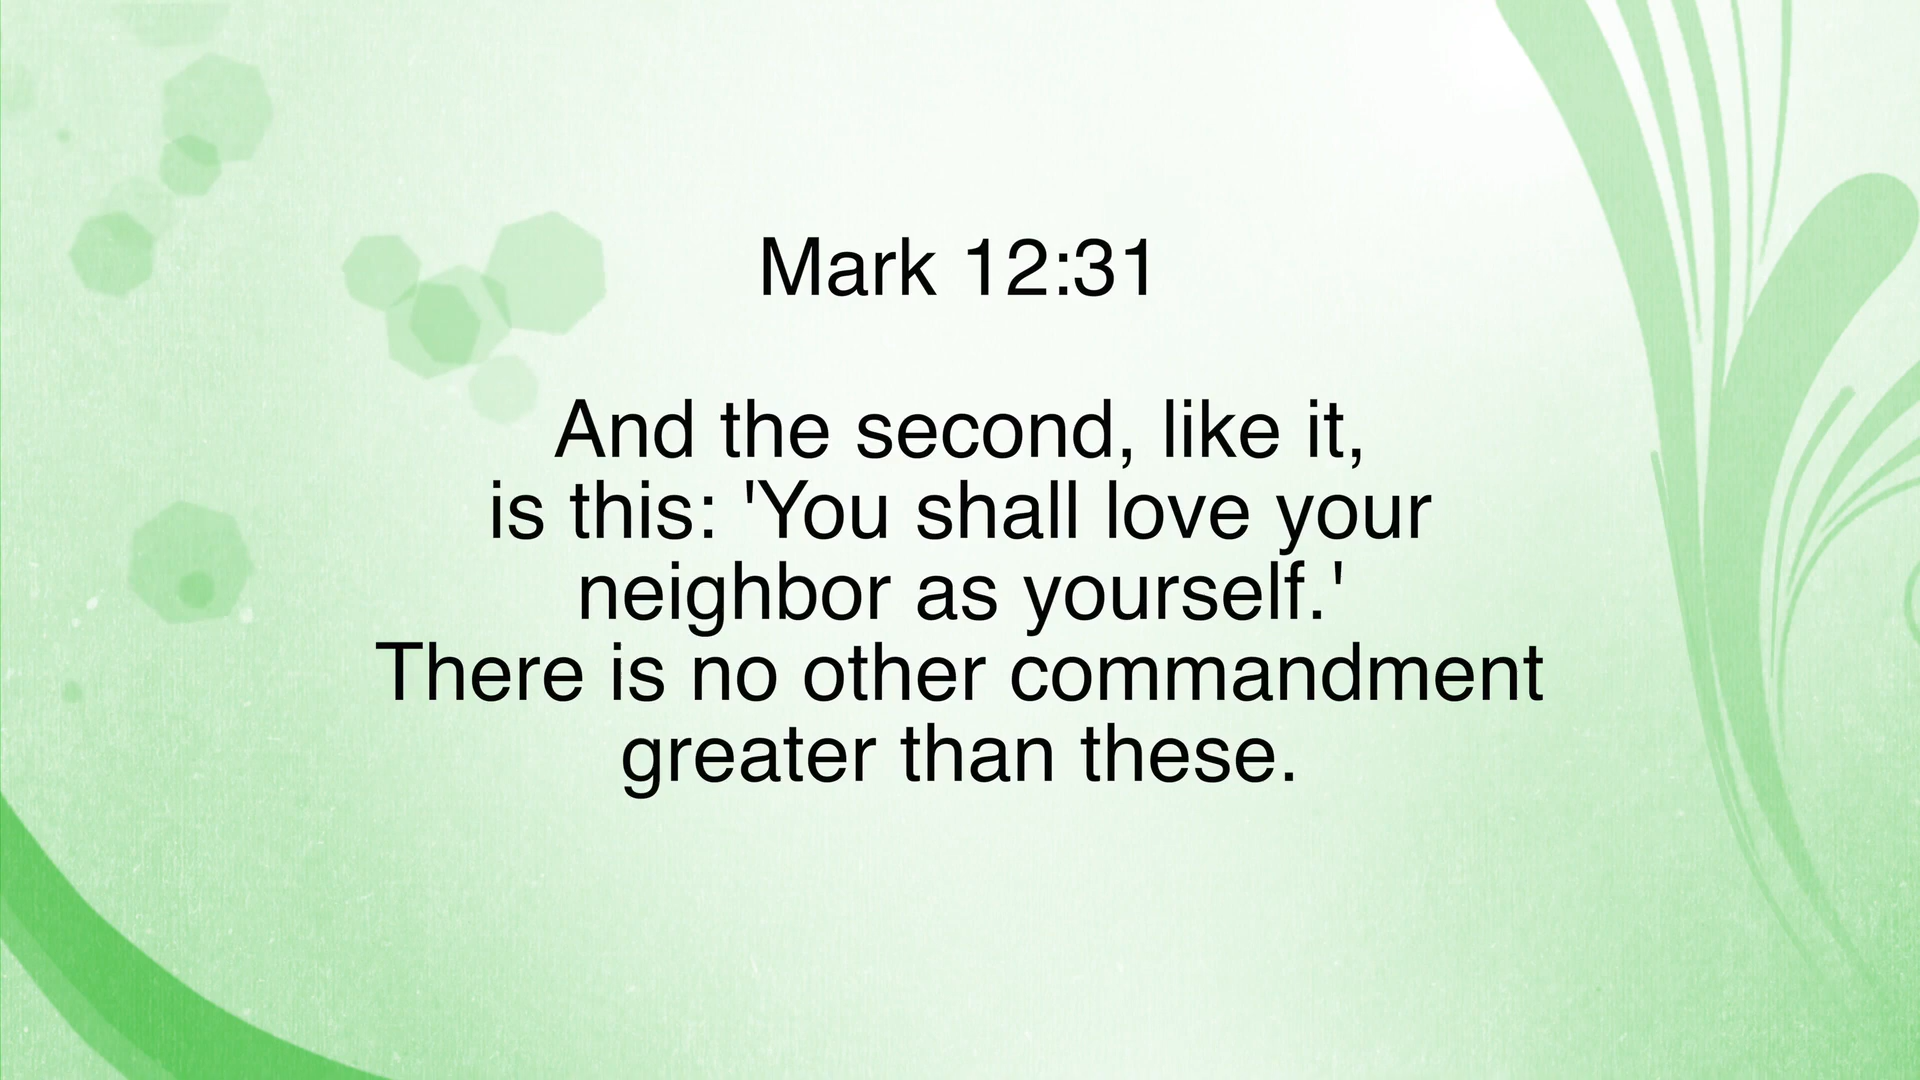 Mark 12:31
And the second, like it,
is this: 'You shall love your
neighbor as yourself.'
There is no other commandment
greater than these.